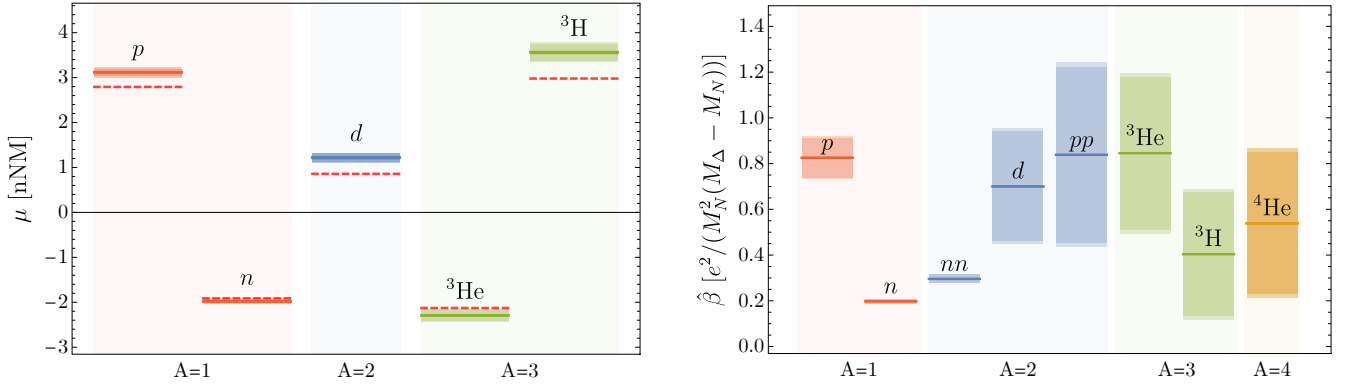 μ [nNM]
4
3
2
1
0
−1
−2
−3
p
n
d
³He
³H
A=1
A=2
A=3
β̂ [e²/(M_N²(M_Δ − M_N))]
1.4
1.2
1.0
0.8
0.6
0.4
0.2
0.0
p
n
nn
d
pp
³He
³H
⁴He
A=1
A=2
A=3
A=4